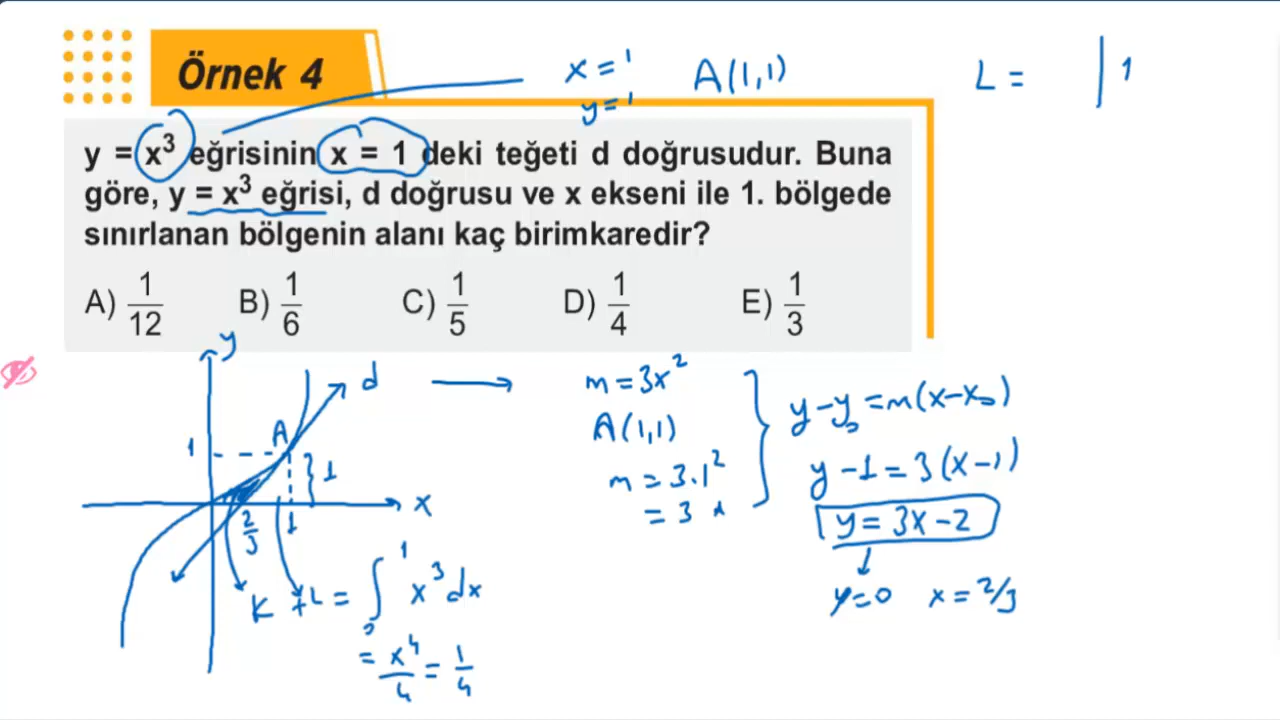 Örnek 4
x = 1
y = 1
A(1,1)
L = | 1
y = x³ eğrisinin x = 1 deki teğeti d doğrusudur. Buna
göre, y = x³ eğrisi, d doğrusu ve x ekseni ile 1. bölgede
sınırlanan bölgenin alanı kaç birimkaredir?
A) 1/12 B) 1/6 C) 1/5 D) 1/4 E) 1/3
y
d
A
1
1
x
2/3
1
K + L = ∫₀¹ x³ dx
= x⁴/4 = 1/4
m = 3x²
A(1,1)
m = 3.1²
= 3
y - y₀ = m(x - x₀)
y - 1 = 3(x - 1)
y = 3x - 2
y = 0 x = 2/3